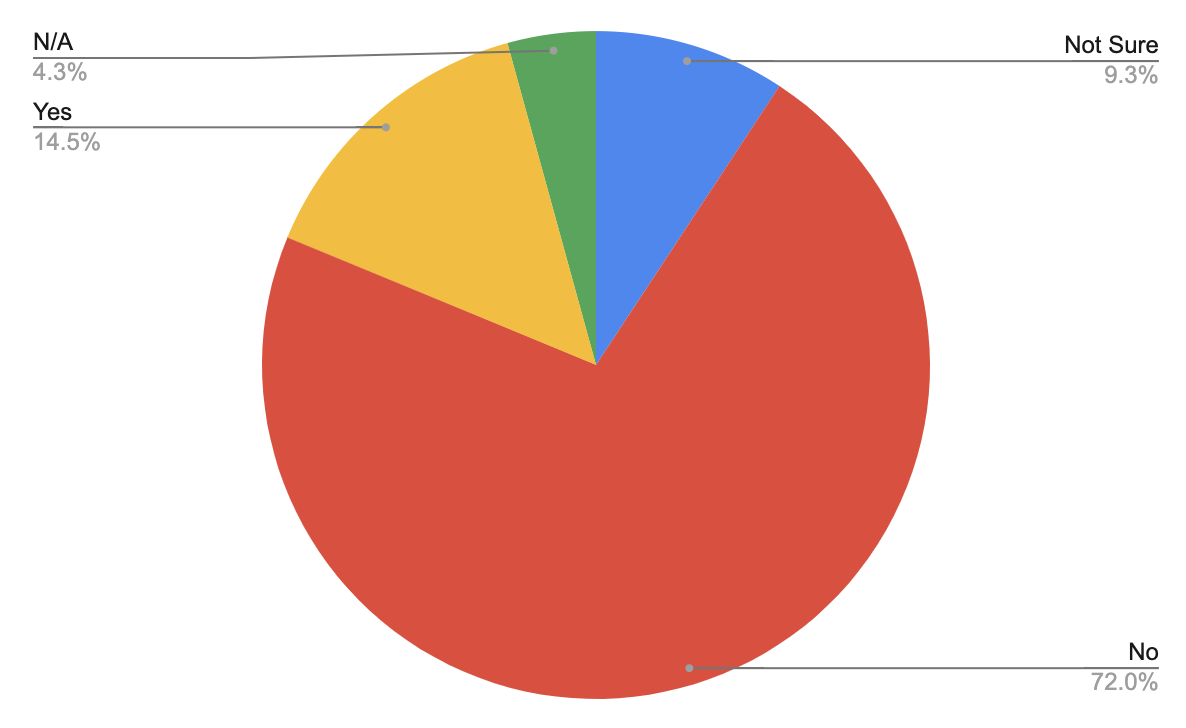 N/A
4.3%
Yes
14.5%
Not Sure
9.3%
No
72.0%